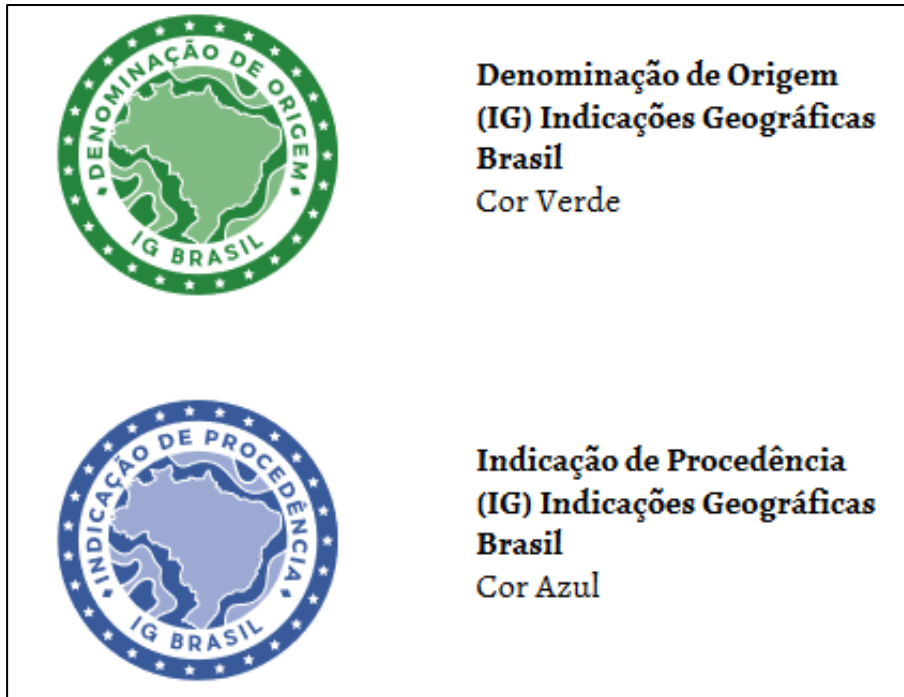 DENOMINAÇÃO DE ORIGEM
IG BRASIL
Denominação de Origem
(IG) Indicações Geográficas
Brasil
Cor Verde
INDICAÇÃO DE PROCEDÊNCIA
IG BRASIL
Indicação de Procedência
(IG) Indicações Geográficas
Brasil
Cor Azul